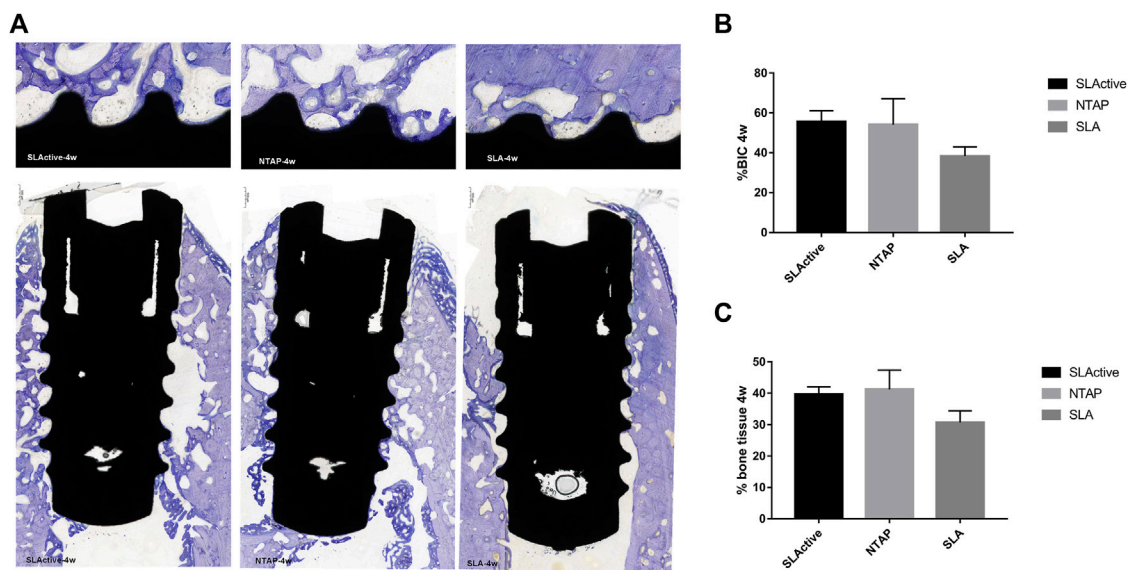 A
SLActive-4w
NTAP-4w
SLA-4w
SLActive-4w
NTAP-4w
SLA-4w
B
80
60
40
20
0
%BIC 4w
SLActive
NTAP
SLA
SLActive
NTAP
SLA
C
50
40
30
20
10
0
% bone tissue 4w
SLActive
NTAP
SLA
SLActive
NTAP
SLA